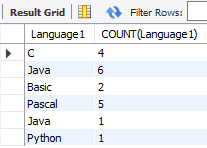 Result Grid Filter Rows:
Language1 COUNT(Language1)
C 4
Java 6
Basic 2
Pascal 5
Java 1
Python 1